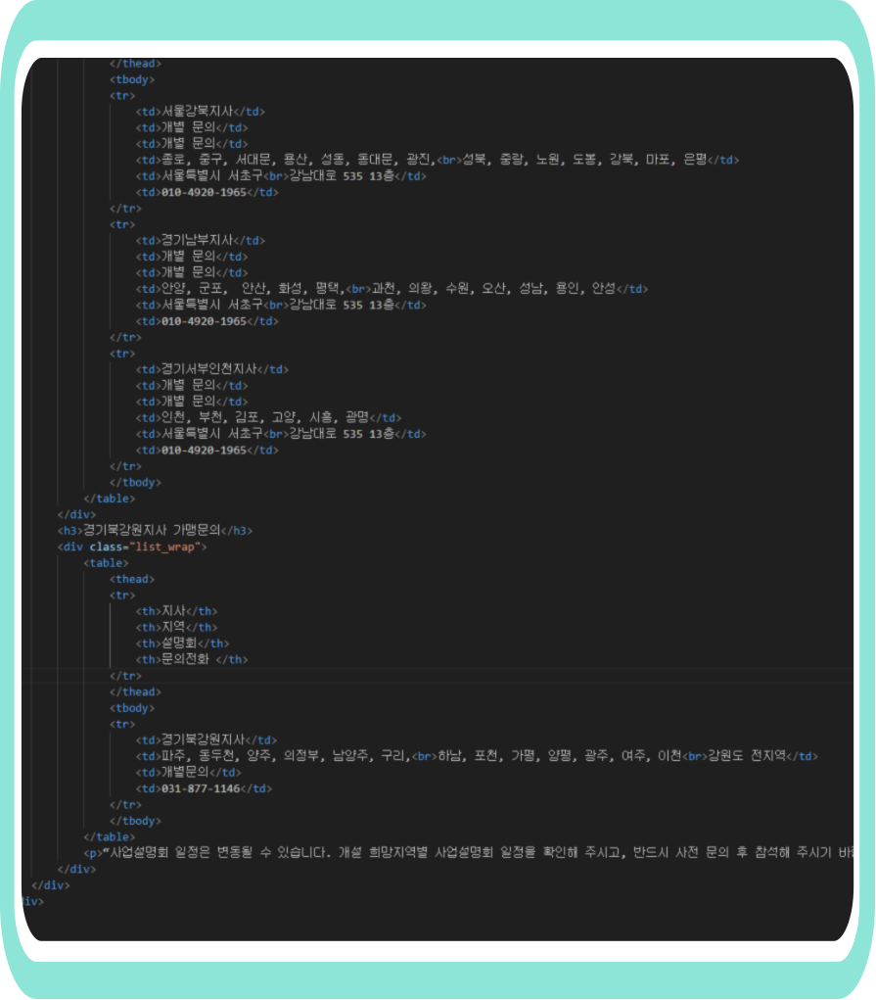 </thead>
<tbody>
<tr>
<td>서울강북지사</td>
<td>개별 문의</td>
<td>개별 문의</td>
<td>종로, 중구, 서대문, 용산, 성동, 동대문, 광진,<br>성북, 중랑, 노원, 도봉, 강북, 마포, 은평</td>
<td>서울특별시 서초구<br>강남대로 535 13층</td>
<td>010-4920-1965</td>
</tr>
<tr>
<td>경기남부지사</td>
<td>개별 문의</td>
<td>개별 문의</td>
<td>안양, 군포,  안산, 화성, 평택,<br>과천, 의왕, 수원, 오산, 성남, 용인, 안성</td>
<td>서울특별시 서초구<br>강남대로 535 13층</td>
<td>010-4920-1965</td>
</tr>
<tr>
<td>경기서부인천지사</td>
<td>개별 문의</td>
<td>개별 문의</td>
<td>인천, 부천, 김포, 고양, 시흥, 광명</td>
<td>서울특별시 서초구<br>강남대로 535 13층</td>
<td>010-4920-1965</td>
</tr>
</tbody>
</table>
</div>
<h3>경기북강원지사 가맹문의</h3>
<div class="list_wrap">
<table>
<thead>
<tr>
<th>지사</th>
<th>지역</th>
<th>설명회</th>
<th>문의전화 </th>
</tr>
</thead>
<tbody>
<tr>
<td>경기북강원지사</td>
<td>파주, 동두천, 양주, 의정부, 남양주, 구리,<br>하남, 포천, 가평, 양평, 광주, 여주, 이천<br>강원도 전지역</td>
<td>개별문의</td>
<td>031-877-1146</td>
</tr>
</tbody>
</table>
<p>“사업설명회 일정은 변동될 수 있습니다. 개설 희망지역별 사업설명회 일정을 확인해 주시고, 반드시 사전 문의 후 참석해 주시기
</div>
</div>
iv>